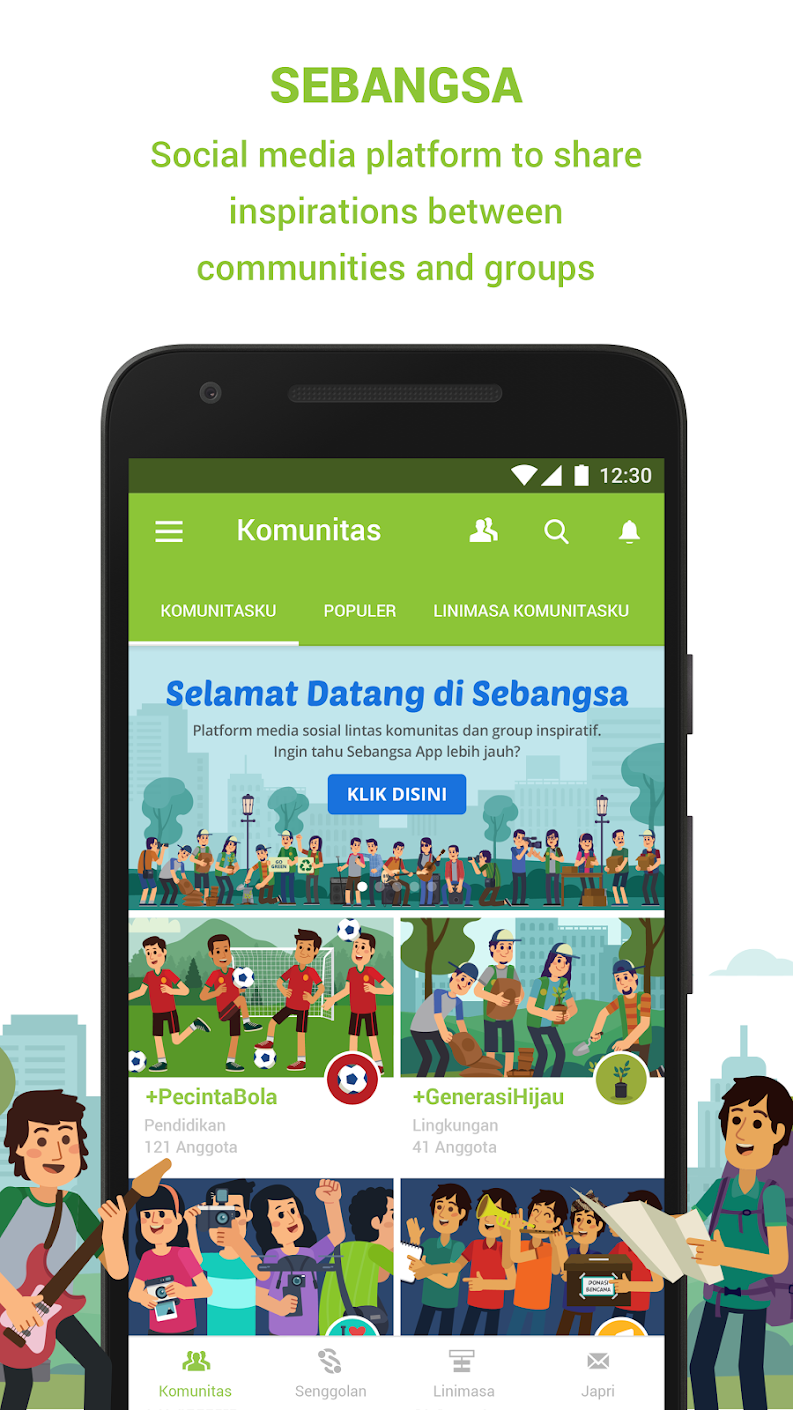 SEBANGSA
Social media platform to share
inspirations between
communities and groups
12:30
Komunitas
KOMUNITASKU POPULER LINIMASA KOMUNITASKU
Selamat Datang di Sebangsa
Platform media sosial lintas komunitas dan group inspiratif.
Ingin tahu Sebangsa App lebih jauh?
KLIK DISINI
GO
GREEN
+PecintaBola
Pendidikan
121 Anggota
+GenerasiHijau
Lingkungan
41 Anggota
DONASI
BENCANA
I
Komunitas Senggolan Linimasa Japri